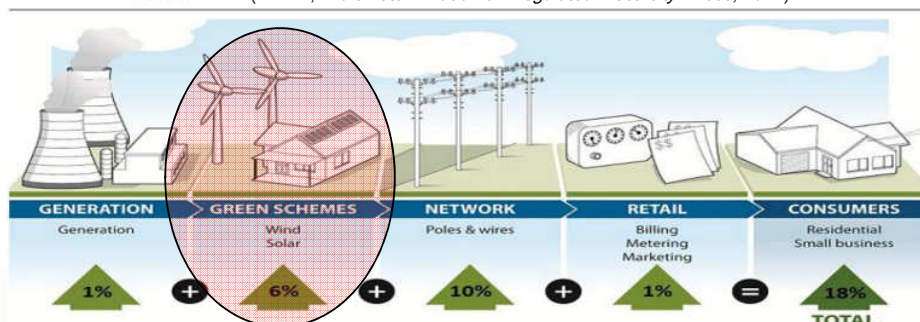 GENERATION GREEN SCHEMES NETWORK RETAIL CONSUMERS
Generation Wind Poles & wires Billing Residential
Solar Metering Small business
Marketing
1% + 6% + 10% + 1% = 18%
TOTAL
$$
$$